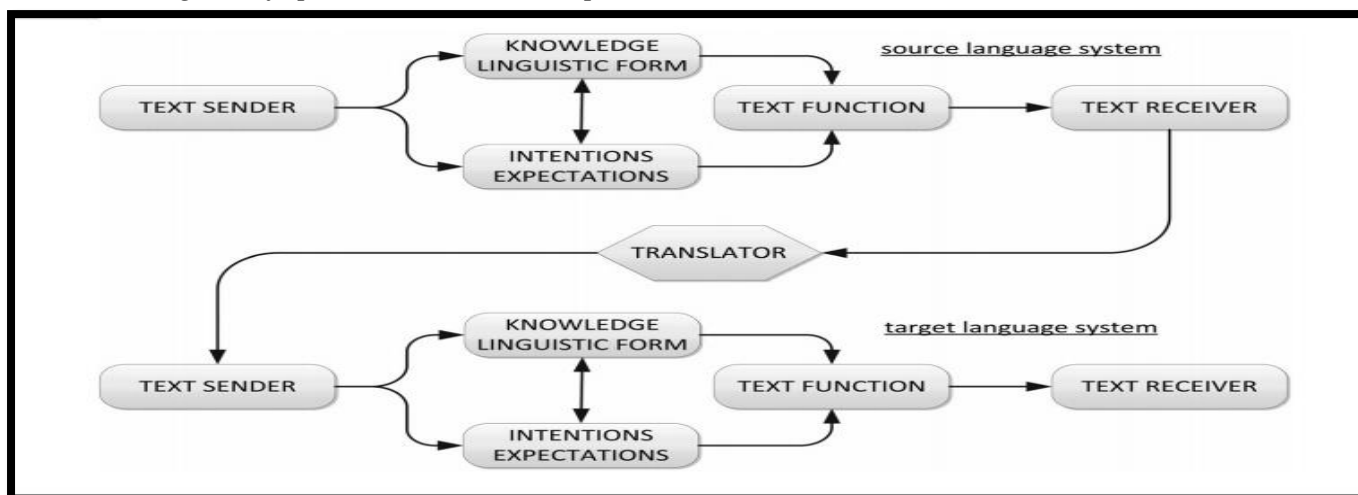 KNOWLEDGE
LINGUISTIC FORM
source language system
TEXT SENDER
TEXT FUNCTION
TEXT RECEIVER
INTENTIONS
EXPECTATIONS
TRANSLATOR
KNOWLEDGE
LINGUISTIC FORM
target language system
TEXT SENDER
TEXT FUNCTION
TEXT RECEIVER
INTENTIONS
EXPECTATIONS